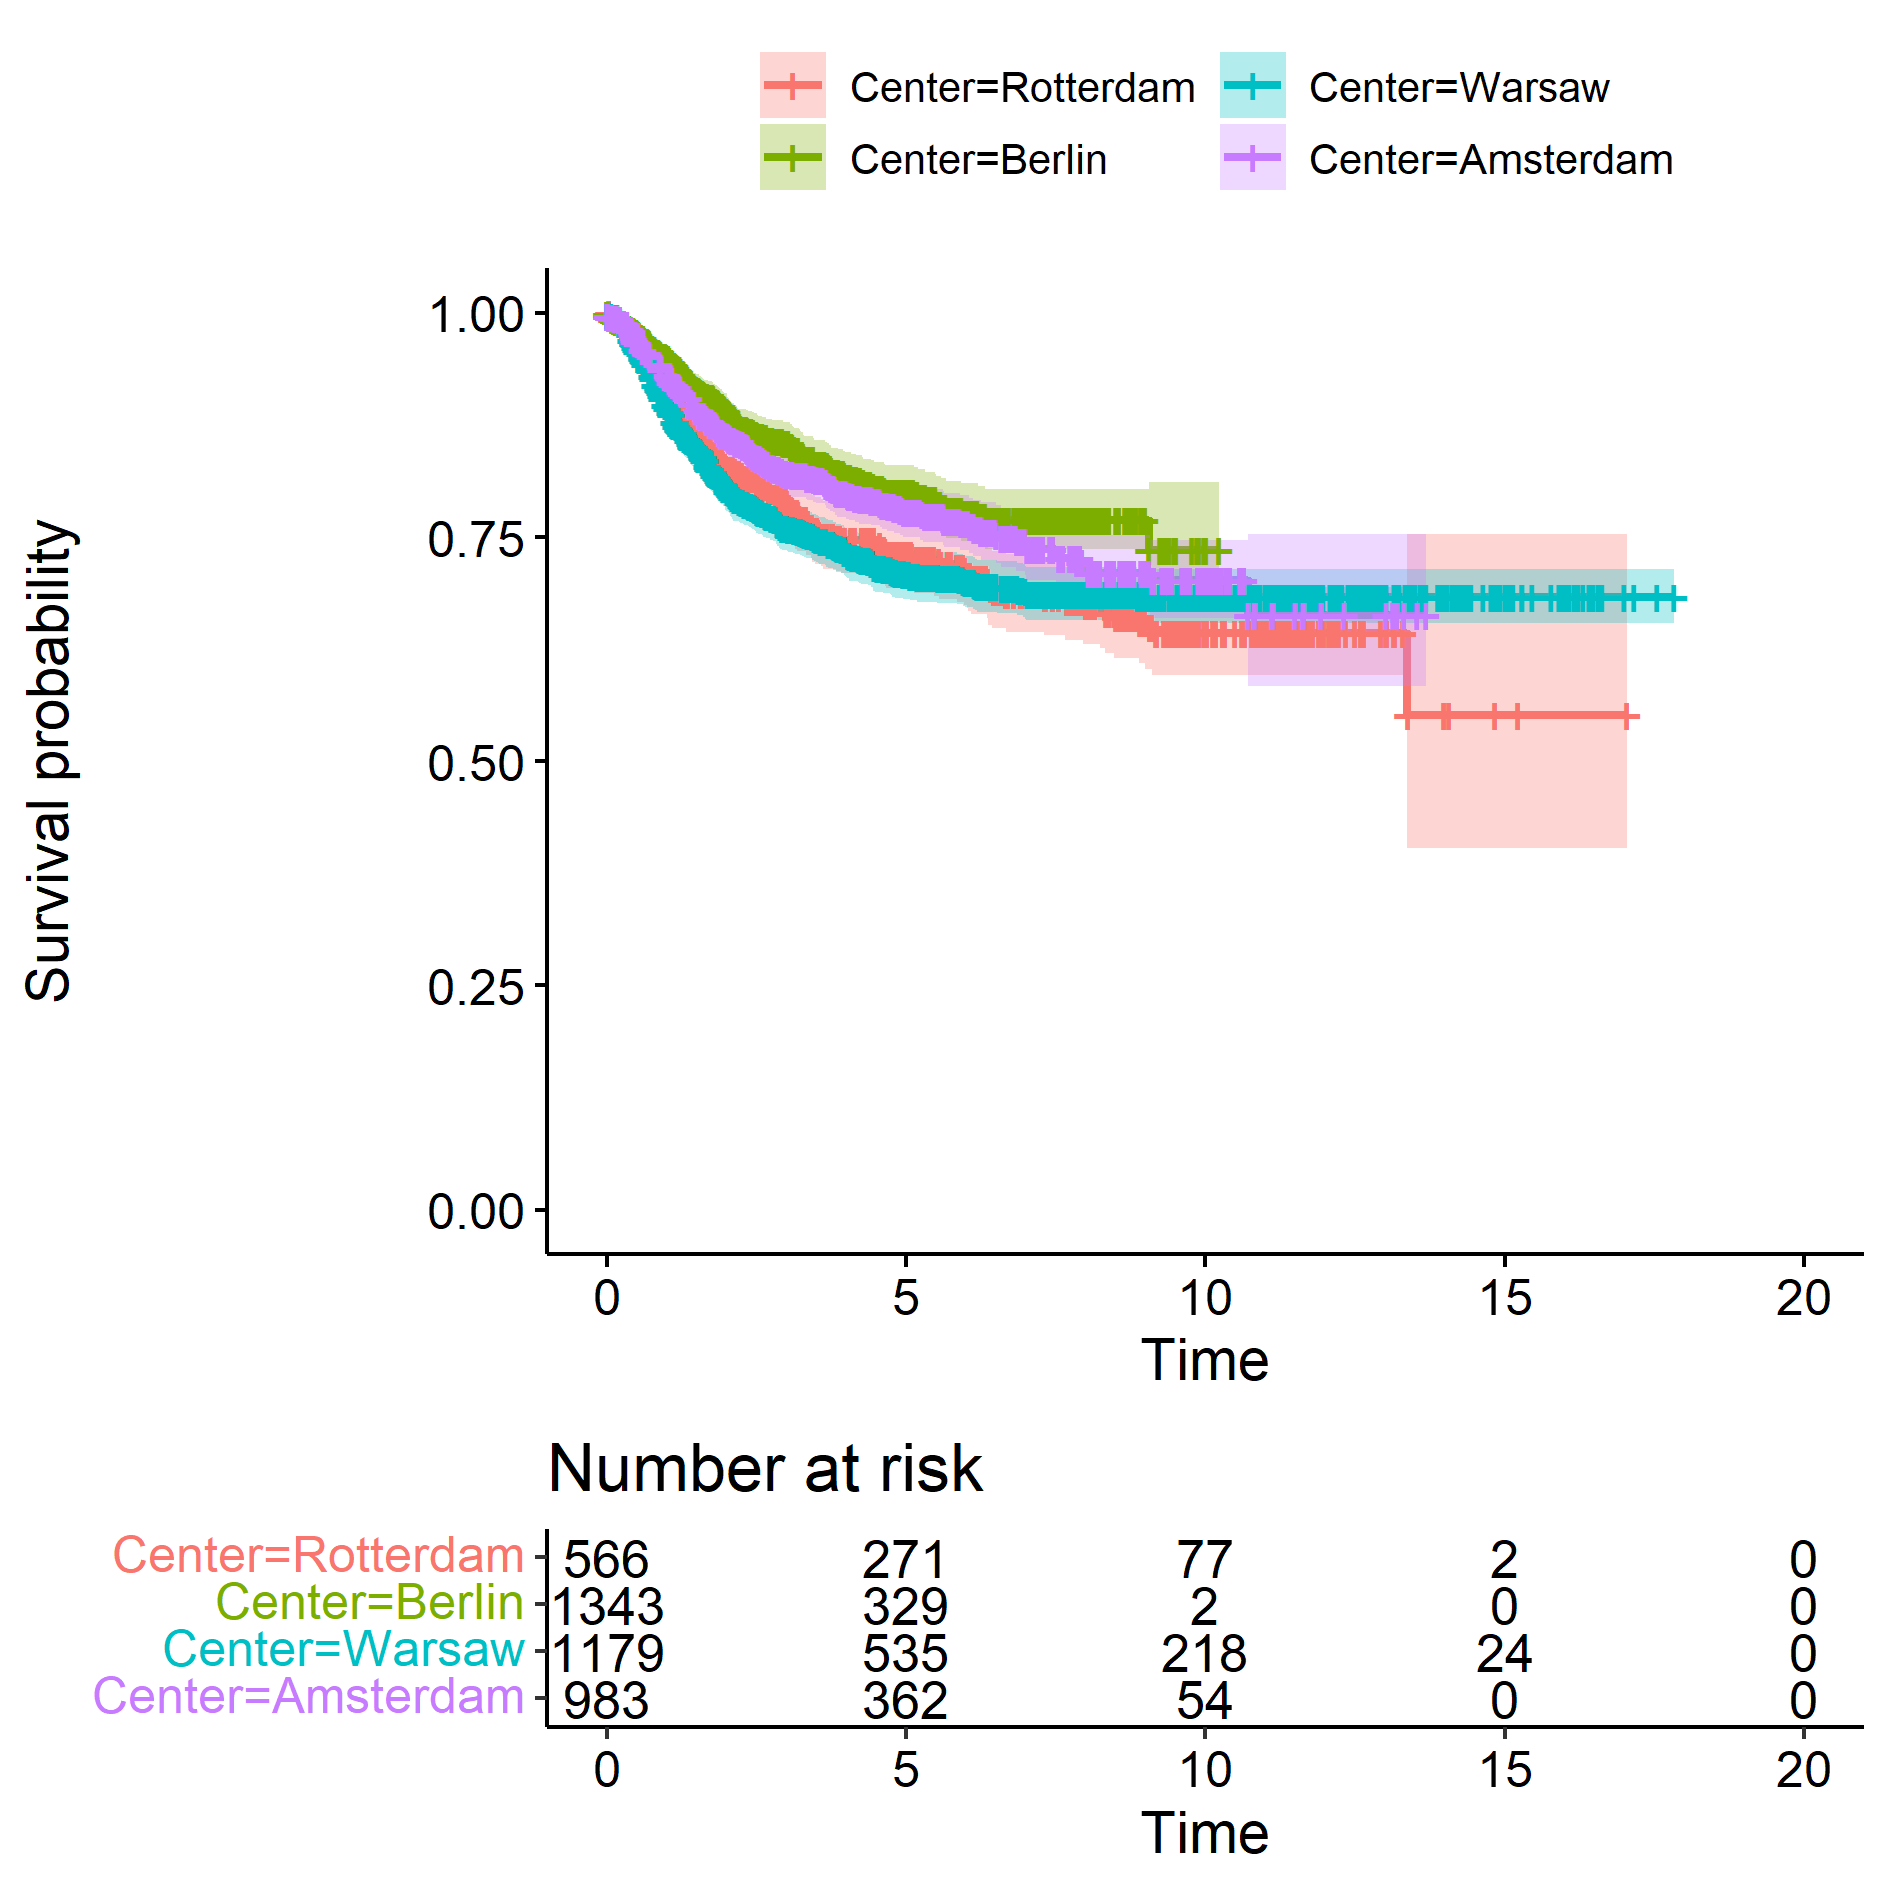 Center=Rotterdam Center=Warsaw
Center=Berlin Center=Amsterdam
Survival probability
1.00
0.75
0.50
0.25
0.00
0 5 10 15 20
Time
Number at risk
Center=Rotterdam 566 271 77 2 0
Center=Berlin 1343 329 2 0 0
Center=Warsaw 1179 535 218 24 0
Center=Amsterdam 983 362 54 0 0
0 5 10 15 20
Time